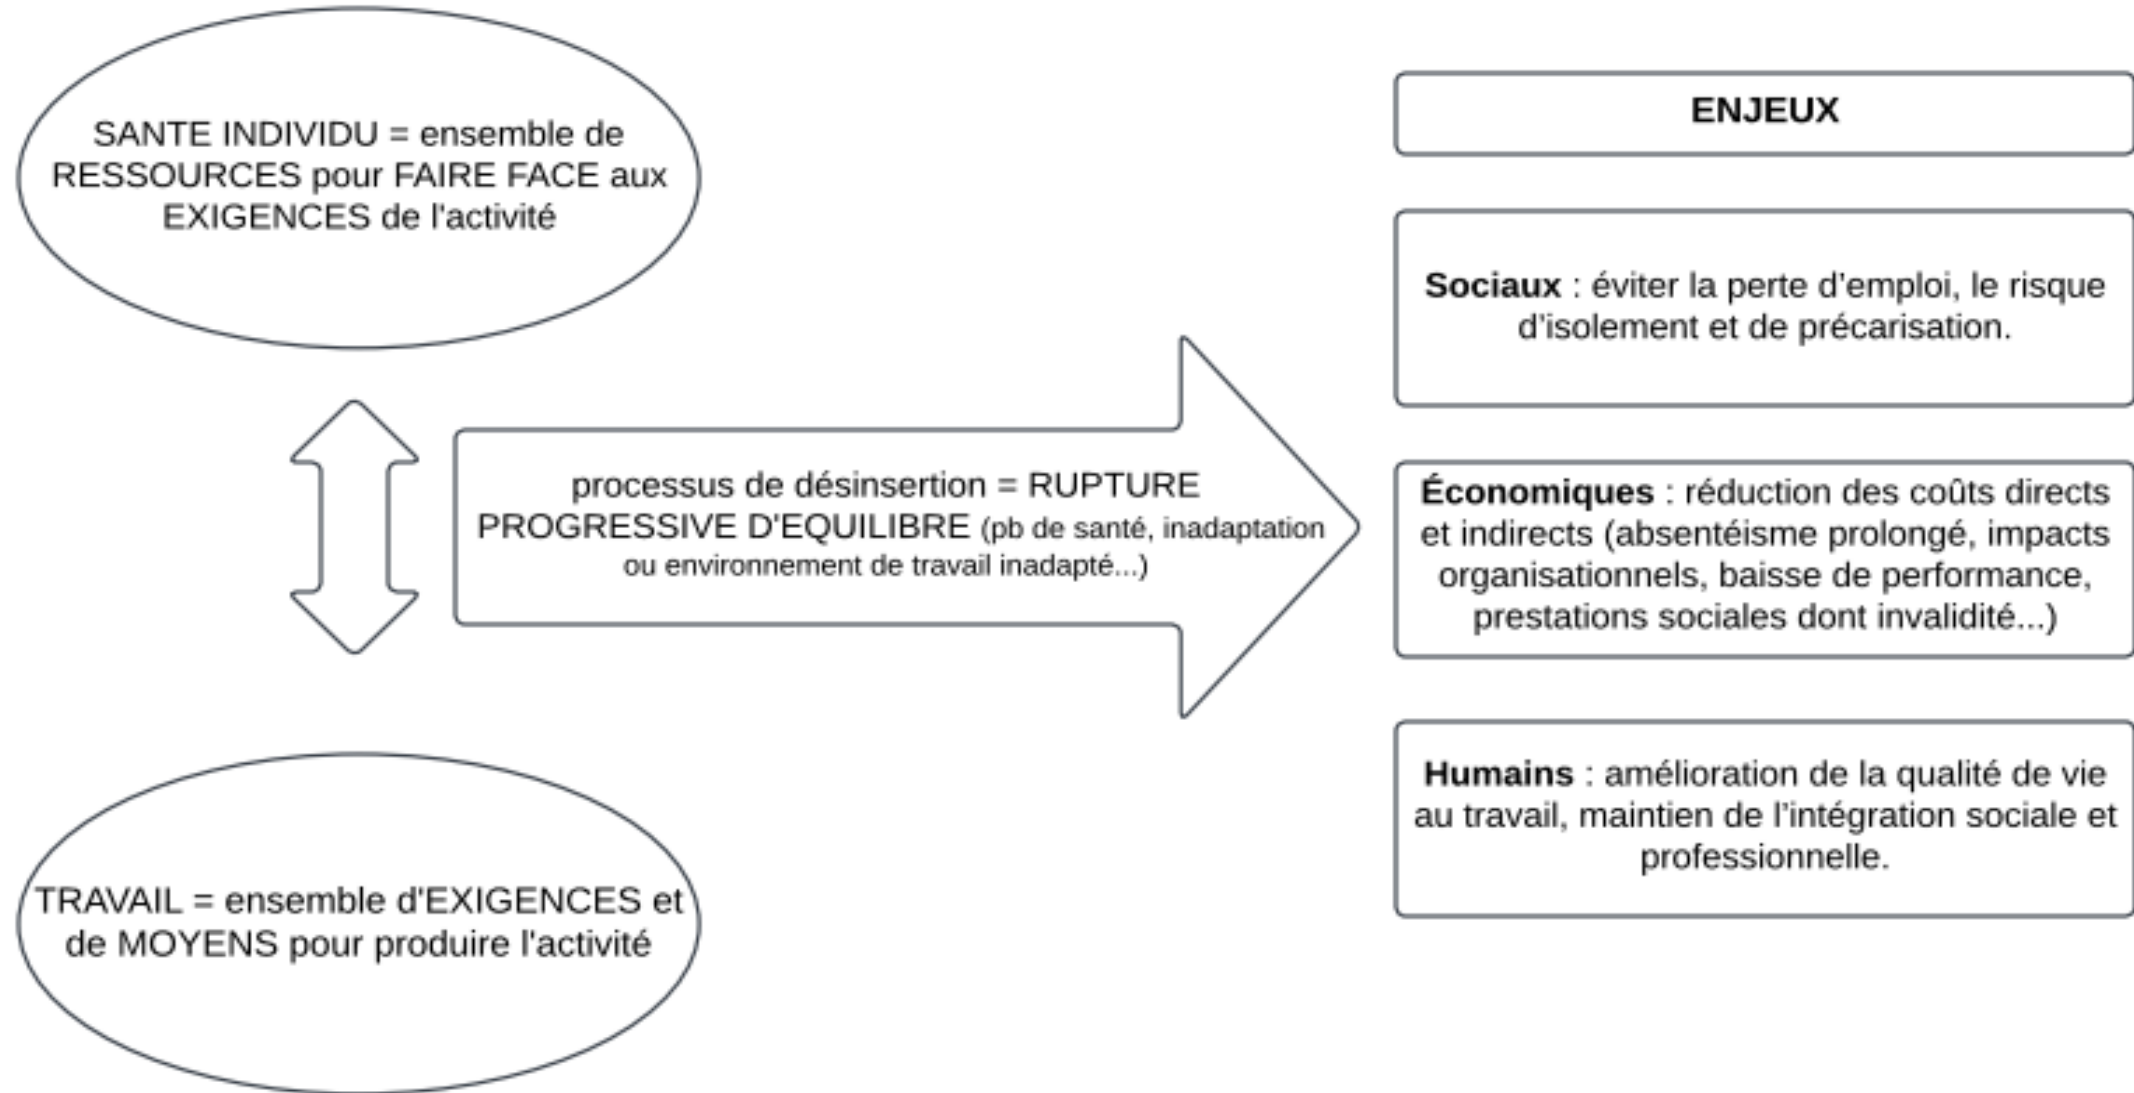 SANTE INDIVIDU = ensemble de
RESSOURCES pour FAIRE FACE aux
EXIGENCES de l'activité
processus de désinsertion = RUPTURE
PROGRESSIVE D'EQUILIBRE (pb de santé, inadaptation
ou environnement de travail inadapté...)
TRAVAIL = ensemble d'EXIGENCES et
de MOYENS pour produire l'activité
ENJEUX
Sociaux : éviter la perte d’emploi, le risque
d’isolement et de précarisation.
Économiques : réduction des coûts directs
et indirects (absentéisme prolongé, impacts
organisationnels, baisse de performance,
prestations sociales dont invalidité...)
Humains : amélioration de la qualité de vie
au travail, maintien de l’intégration sociale et
professionnelle.